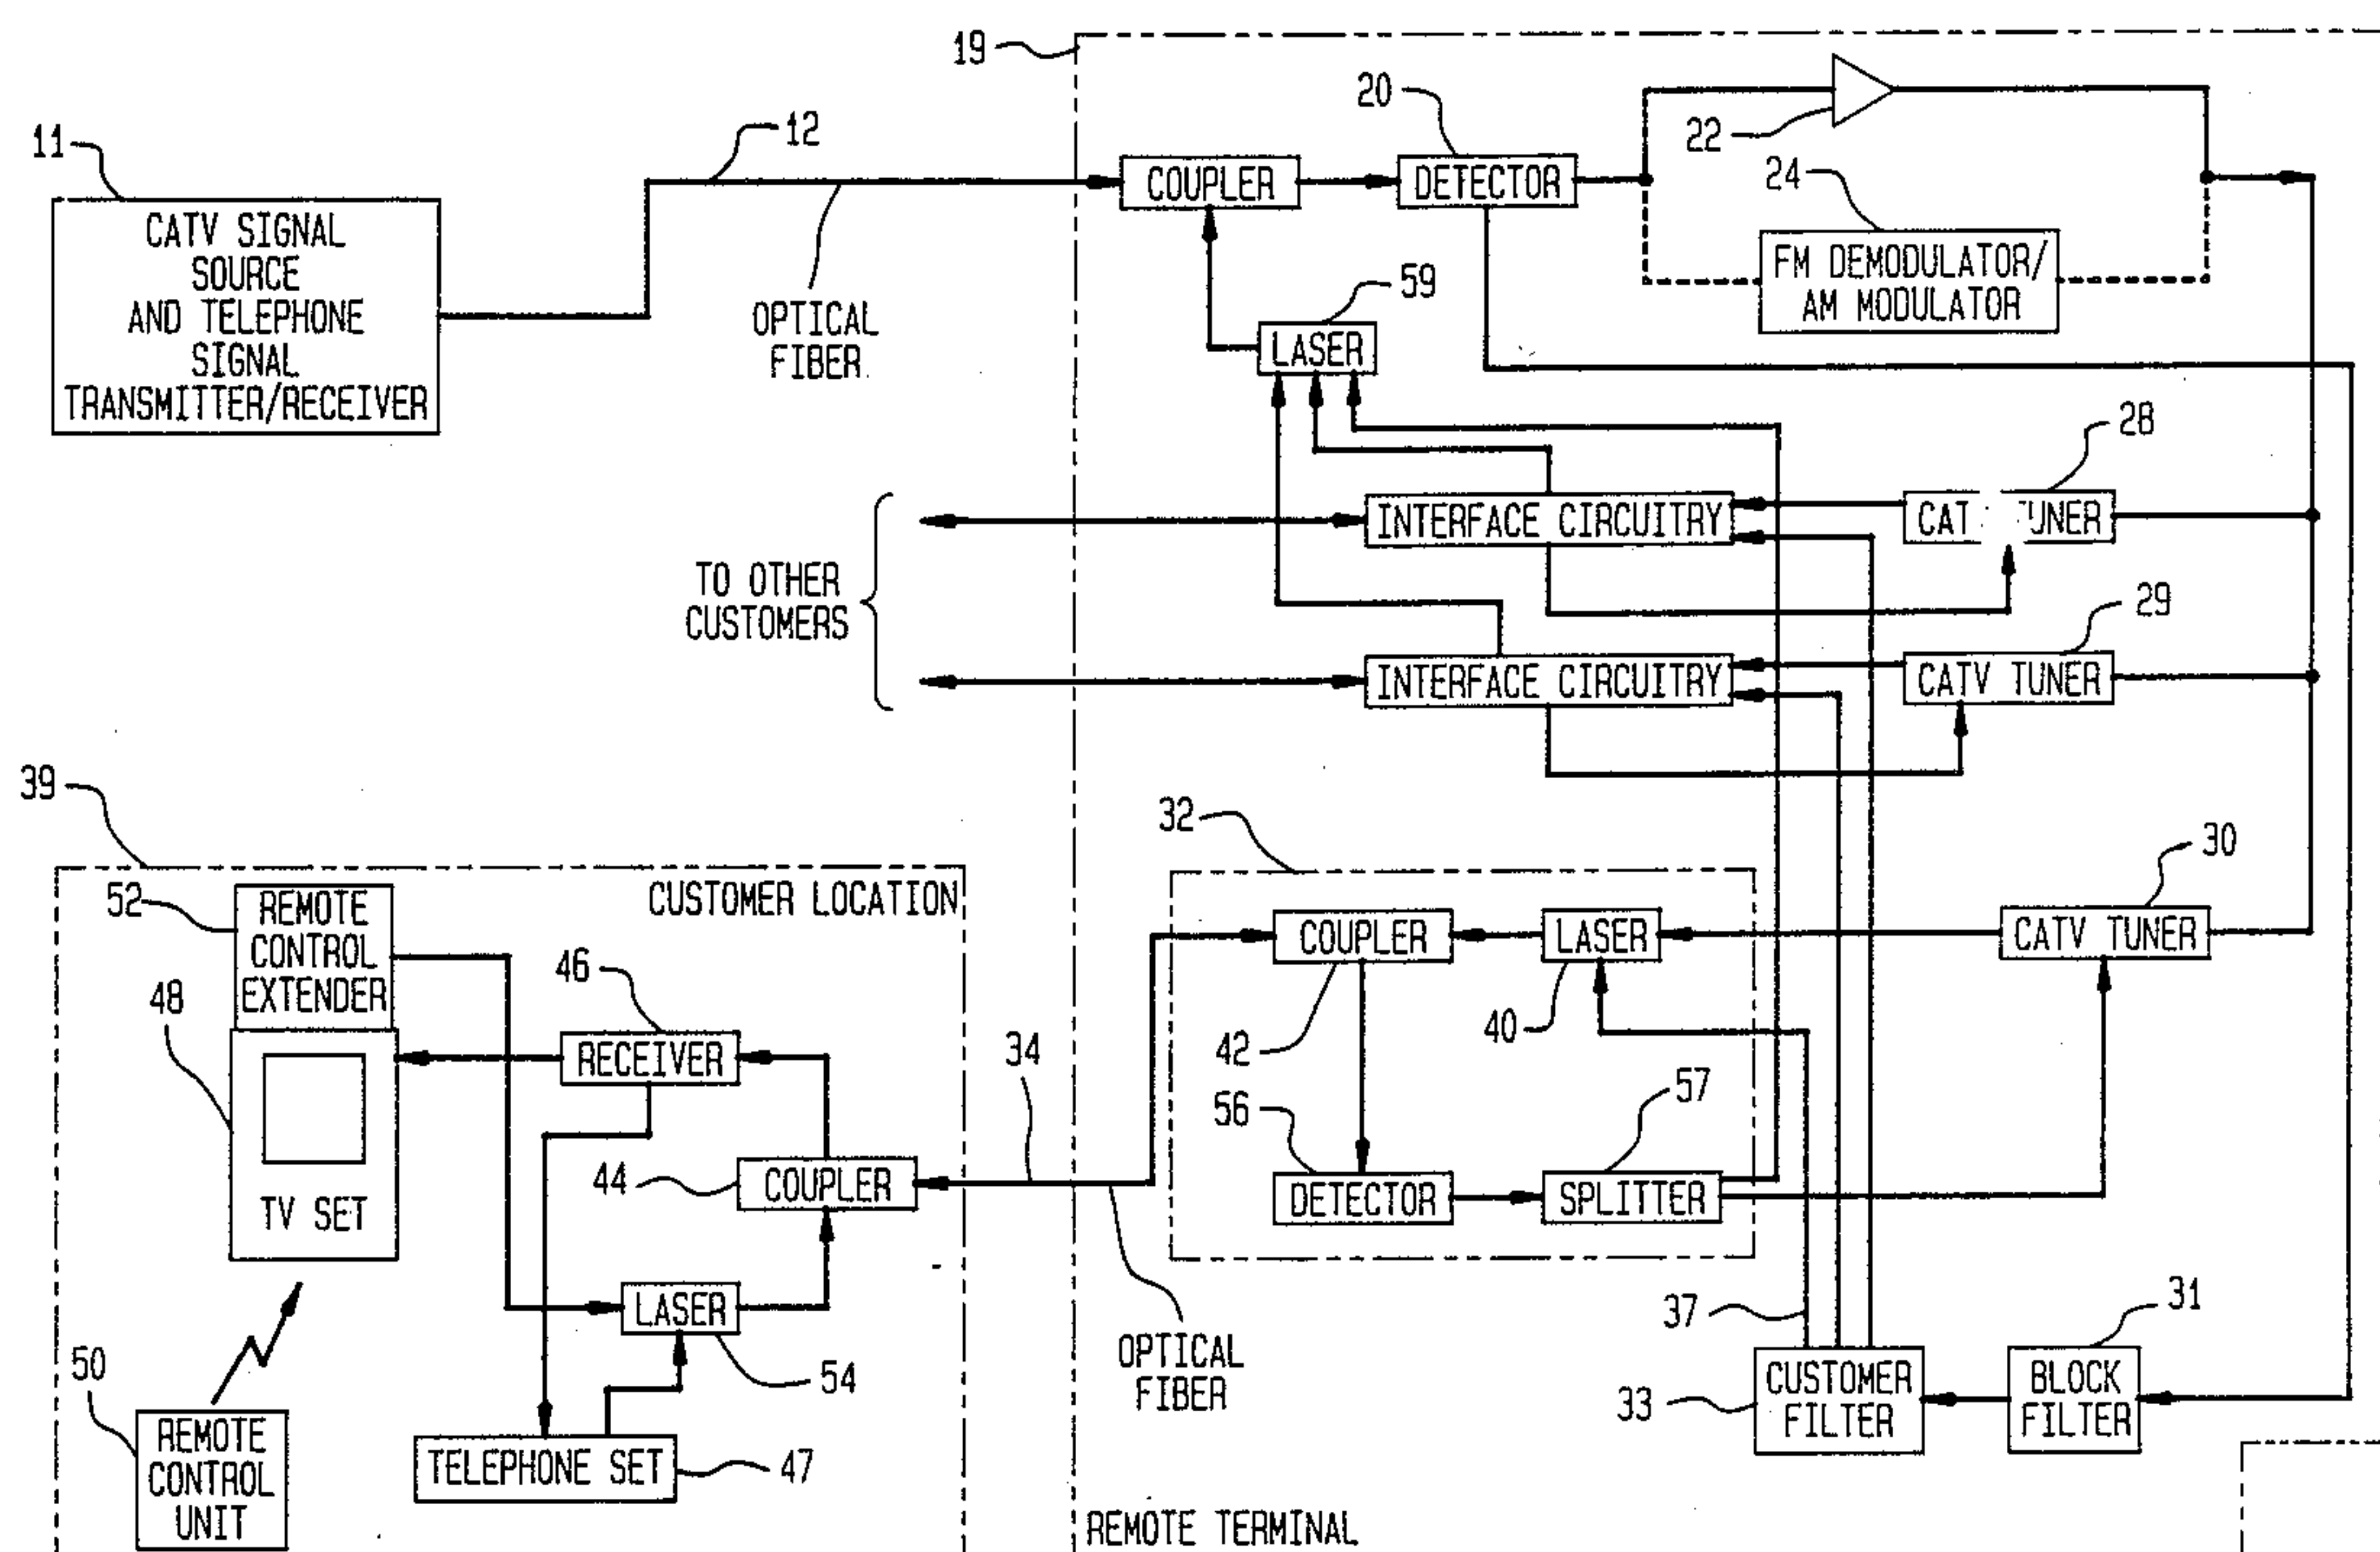 19
20
22
12
11
COUPLER
DETECTOR
24
CATV SIGNAL
SOURCE
AND TELEPHONE
SIGNAL
TRANSMITTER/RECEIVER
FM DEMODULATOR/
AM MODULATOR
OPTICAL
FIBER
59
LASER
28
INTERFACE CIRCUITRY
CAT UNER
TO OTHER
CUSTOMERS
29
INTERFACE CIRCUITRY
CATV TUNER
39
32
30
52
REMOTE
CONTROL
EXTENDER
CUSTOMER LOCATION
COUPLER
LASER
CATV TUNER
48
46
RECEIVER
34
42
40
56
57
44
COUPLER
DETECTOR
SPLITTER
TV SET
LASER
37
31
OPTICAL
FIBER
50
54
33
CUSTOMER
FILTER
BLOCK
FILTER
REMOTE
CONTROL
UNIT
TELEPHONE SET
47
REMOTE TERMINAL